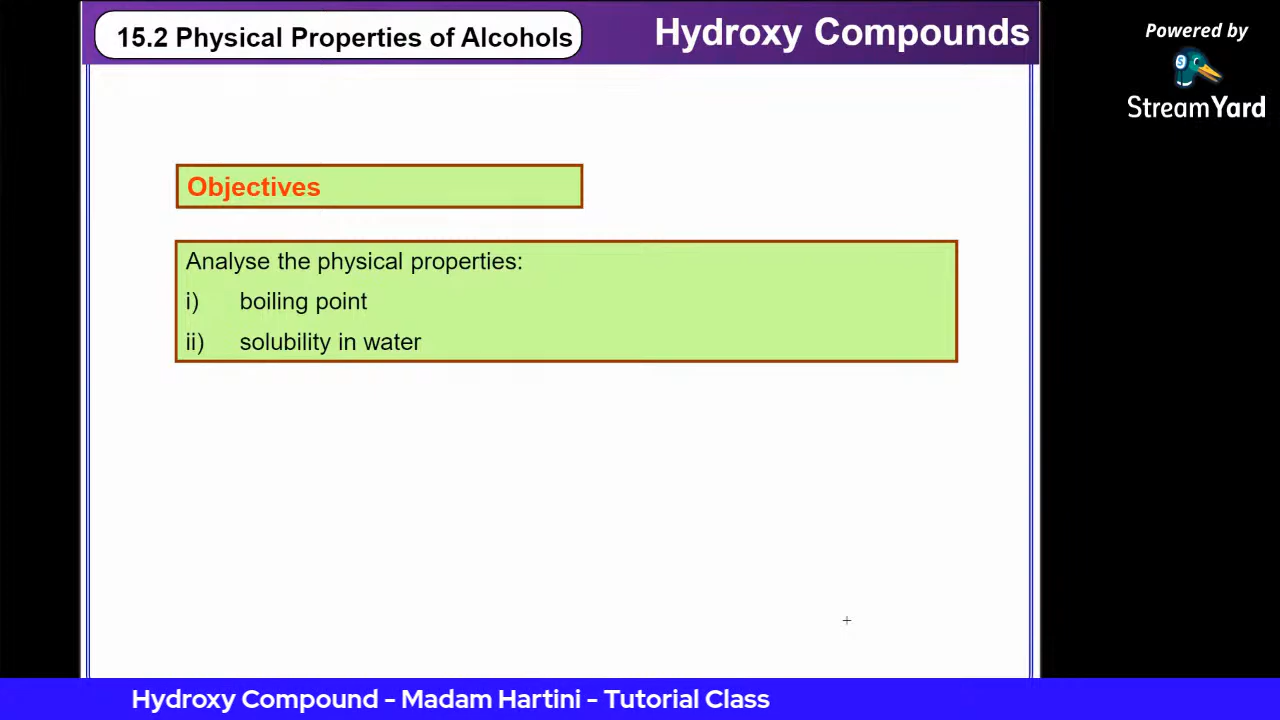 15.2 Physical Properties of Alcohols
Hydroxy Compounds
Powered by
StreamYard
Objectives
Analyse the physical properties:
i) boiling point
ii) solubility in water
Hydroxy Compound - Madam Hartini - Tutorial Class